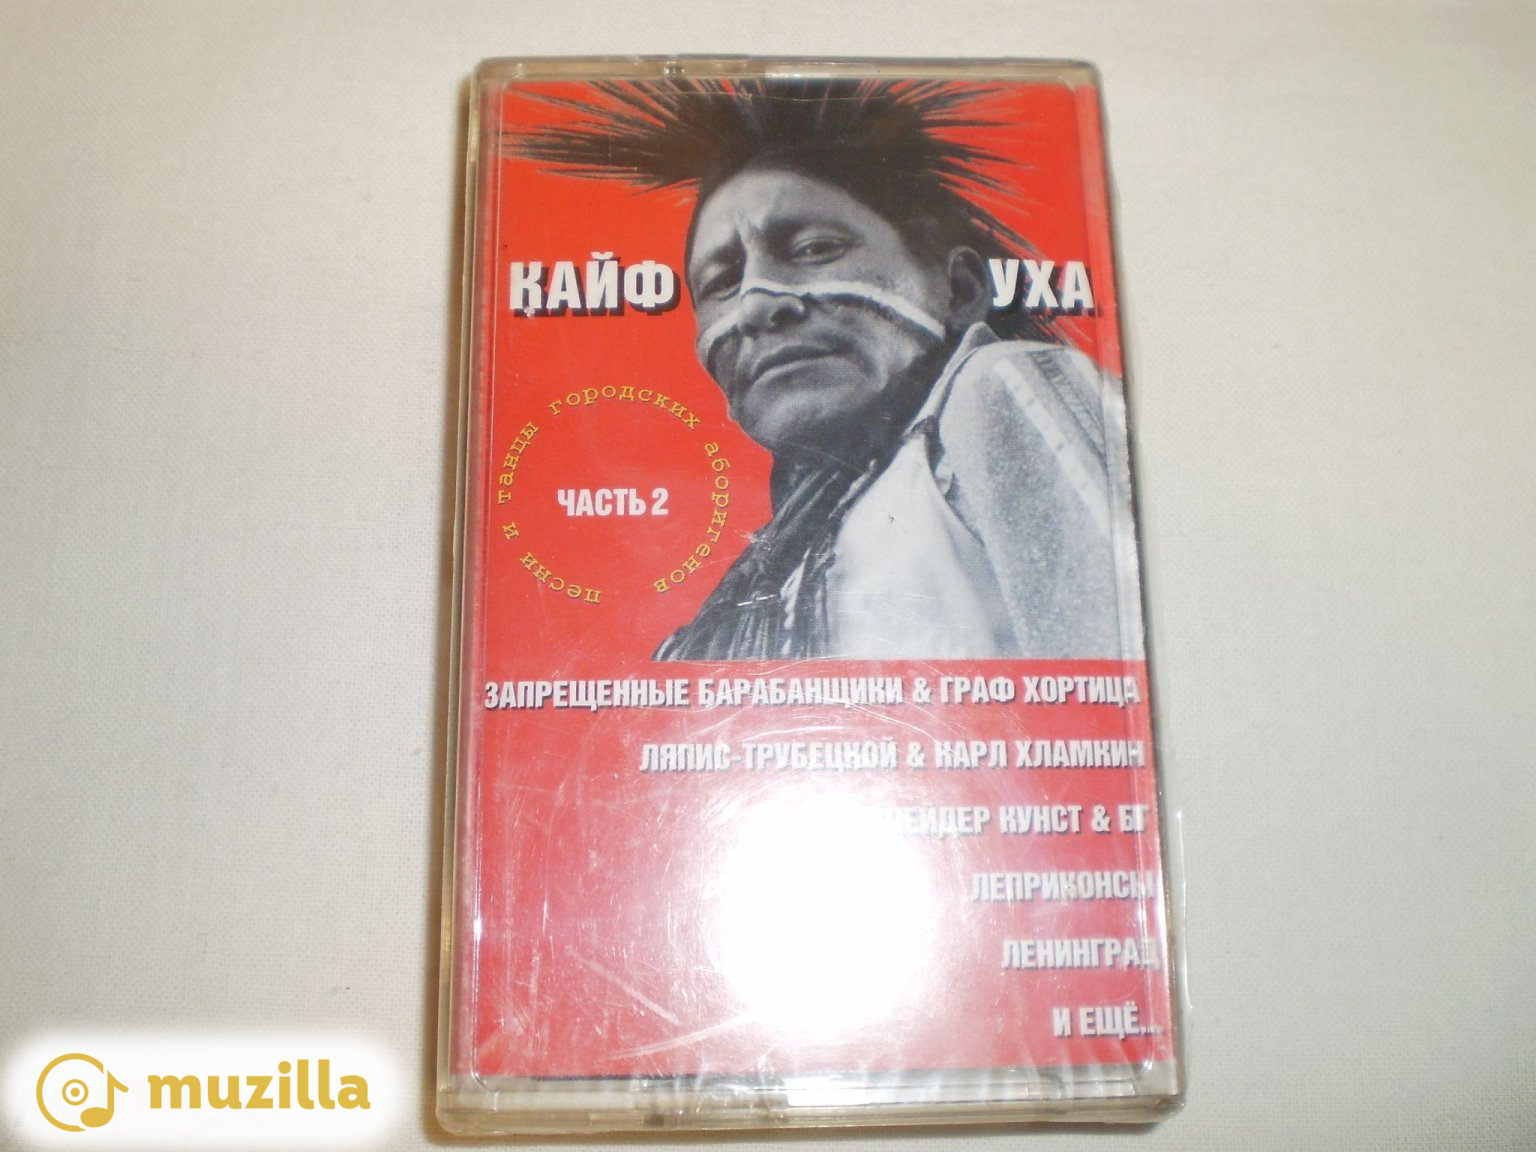 КАЙФ УХА
песни и танцы городских аборигенов
ЧАСТЬ 2
ЗАПРЕЩЕННЫЕ БАРАБАНЩИКИ & ГРАФ ХОРТИЦА
ЛЯПИС-ТРУБЕЦКОЙ & КАРЛ ХЛАМКИН
КУНСТ & БГ
ЛЕПРИКОНСЫ
ЛЕНИНГРАД
И ЕЩЁ...
muzilla